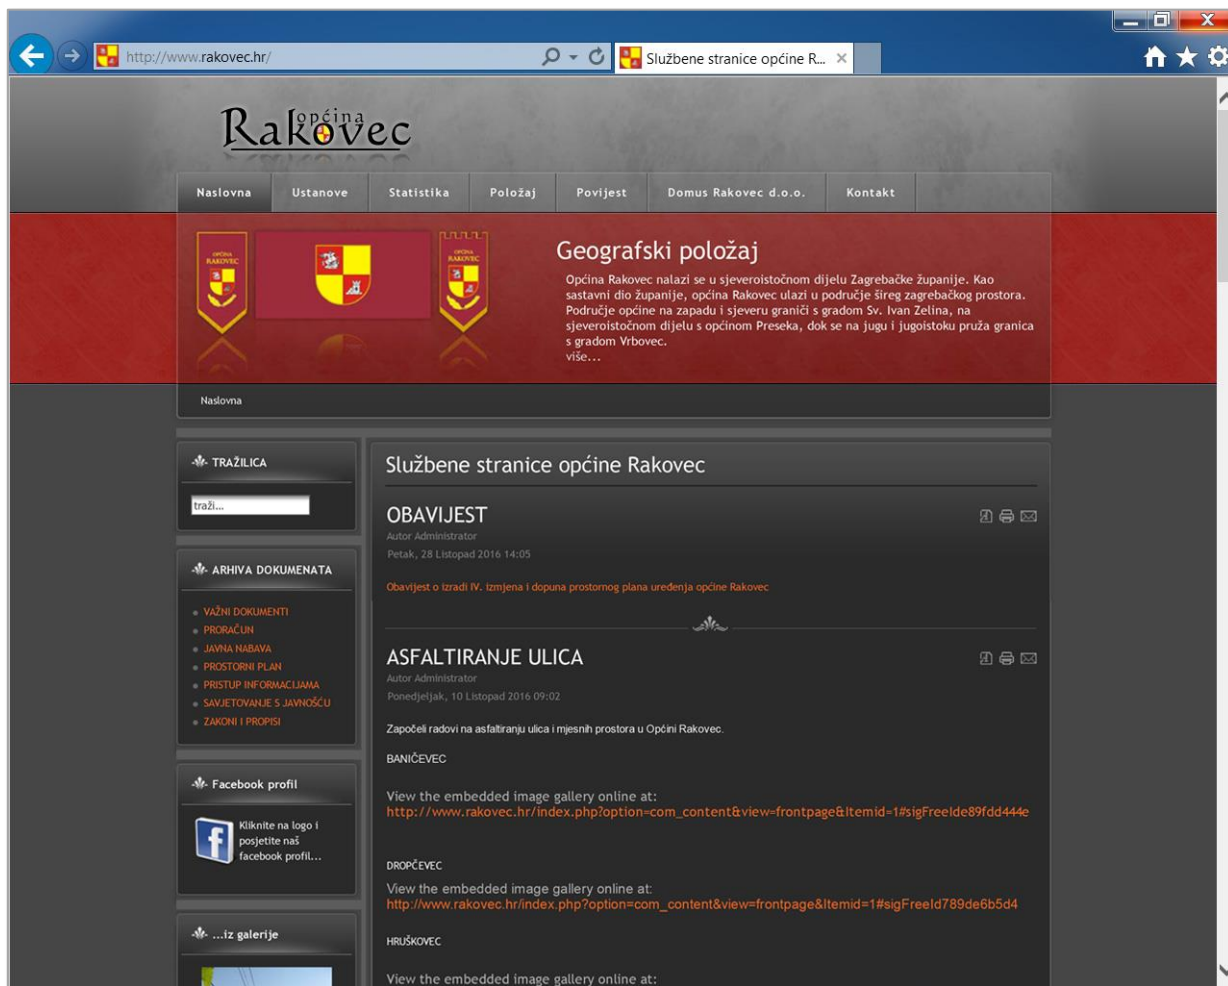 http://www.rakovec.hr/
Službene stranice općine R...
općina
Rakovec
Naslovna Ustanove Statistika Položaj Povijest Domus Rakovec d.o.o. Kontakt
OPĆINA
RAKOVEC
OPĆINA
RAKOVEC
Geografski položaj
Općina Rakovec nalazi se u sjeveroistočnom dijelu Zagrebačke županije. Kao
sastavni dio županije, općina Rakovec ulazi u područje šireg zagrebačkog prostora.
Područje općine na zapadu i sjeveru graniči s gradom Sv. Ivan Zelina, na
sjeveroistočnom dijelu s općinom Preseka, dok se na jugu i jugoistoku pruža granica
s gradom Vrbovec.
više...
Naslovna
TRAŽILICA
traži...
ARHIVA DOKUMENATA
VAŽNI DOKUMENTI
PRORAČUN
JAVNA NABAVA
PROSTORNI PLAN
PRISTUP INFORMACIJAMA
SAVJETOVANJE S JAVNOŠĆU
ZAKONI I PROPISI
Facebook profil
Kliknite na logo i
posjetite naš
facebook profil...
...iz galerije
Službene stranice općine Rakovec
OBAVIJEST
Autor Administrator
Petak, 28 Listopad 2016 14:05
Obavijest o izradi IV. izmjena i dopuna prostornog plana uređenja općine Rakovec
ASFALTIRANJE ULICA
Autor Administrator
Ponedjeljak, 10 Listopad 2016 09:02
Započeli radovi na asfaltiranju ulica i mjesnih prostora u Općini Rakovec.
BANIČEVEC
View the embedded image gallery online at:
http://www.rakovec.hr/index.php?option=com_content&view=frontpage&Itemid=1#sigFreeIde89fdd444e
DROPČEVEC
View the embedded image gallery online at:
http://www.rakovec.hr/index.php?option=com_content&view=frontpage&Itemid=1#sigFreeId789de6b5d4
HRUŠKOVEC
View the embedded image gallery online at: